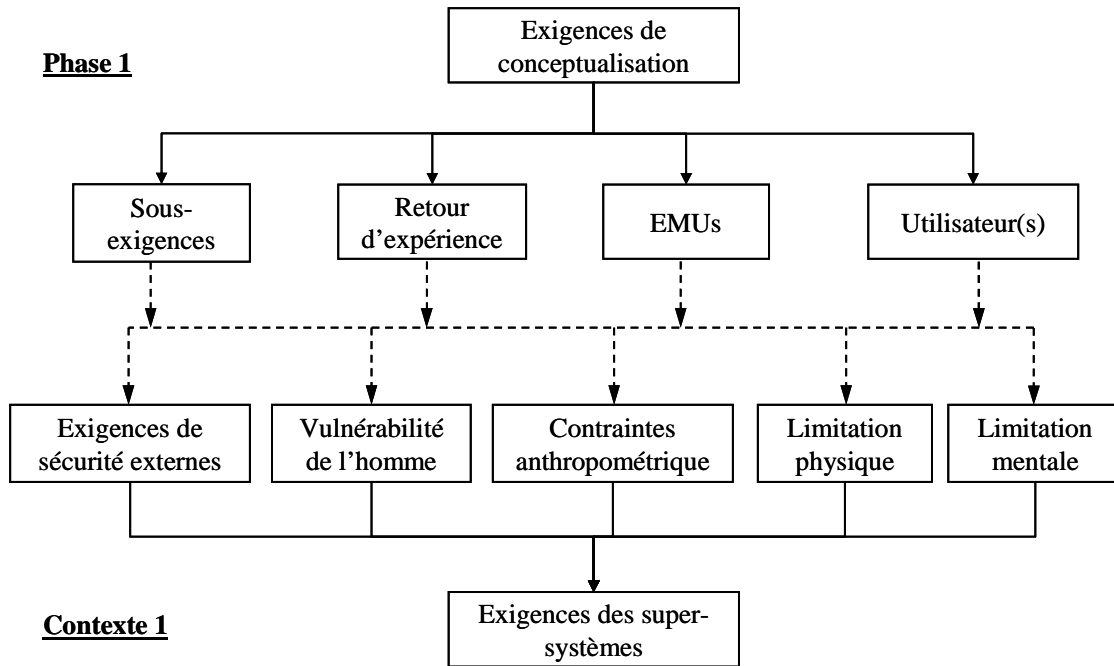 Exigences de
conceptualisation
Phase 1
Sous-
exigences
Retour
d’expérience
EMUs
Utilisateur(s)
Exigences de
sécurité externes
Vulnérabilité
de l’homme
Contraintes
anthropométrique
Limitation
physique
Limitation
mentale
Exigences des super-
systèmes
Contexte 1